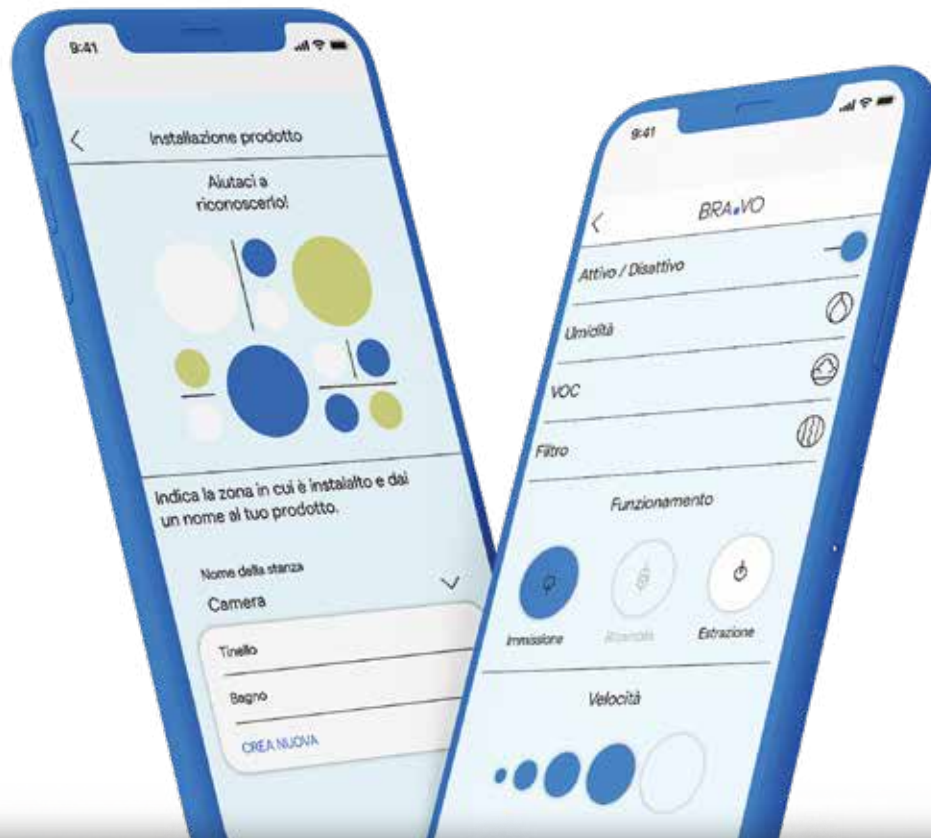 9:41
Installazione prodotto
Aiutaci a
riconoscerlo!
Indica la zona in cui è instalalto e dai
un nome al tuo prodotto.
Nome della stanza
Camera
Tinello
Bagno
CREA NUOVA
9:41
BRA.VO
Attivo / Disattivo
Umidità
VOC
Filtro
Funzionamento
Immissione
Estrazione
Velocità